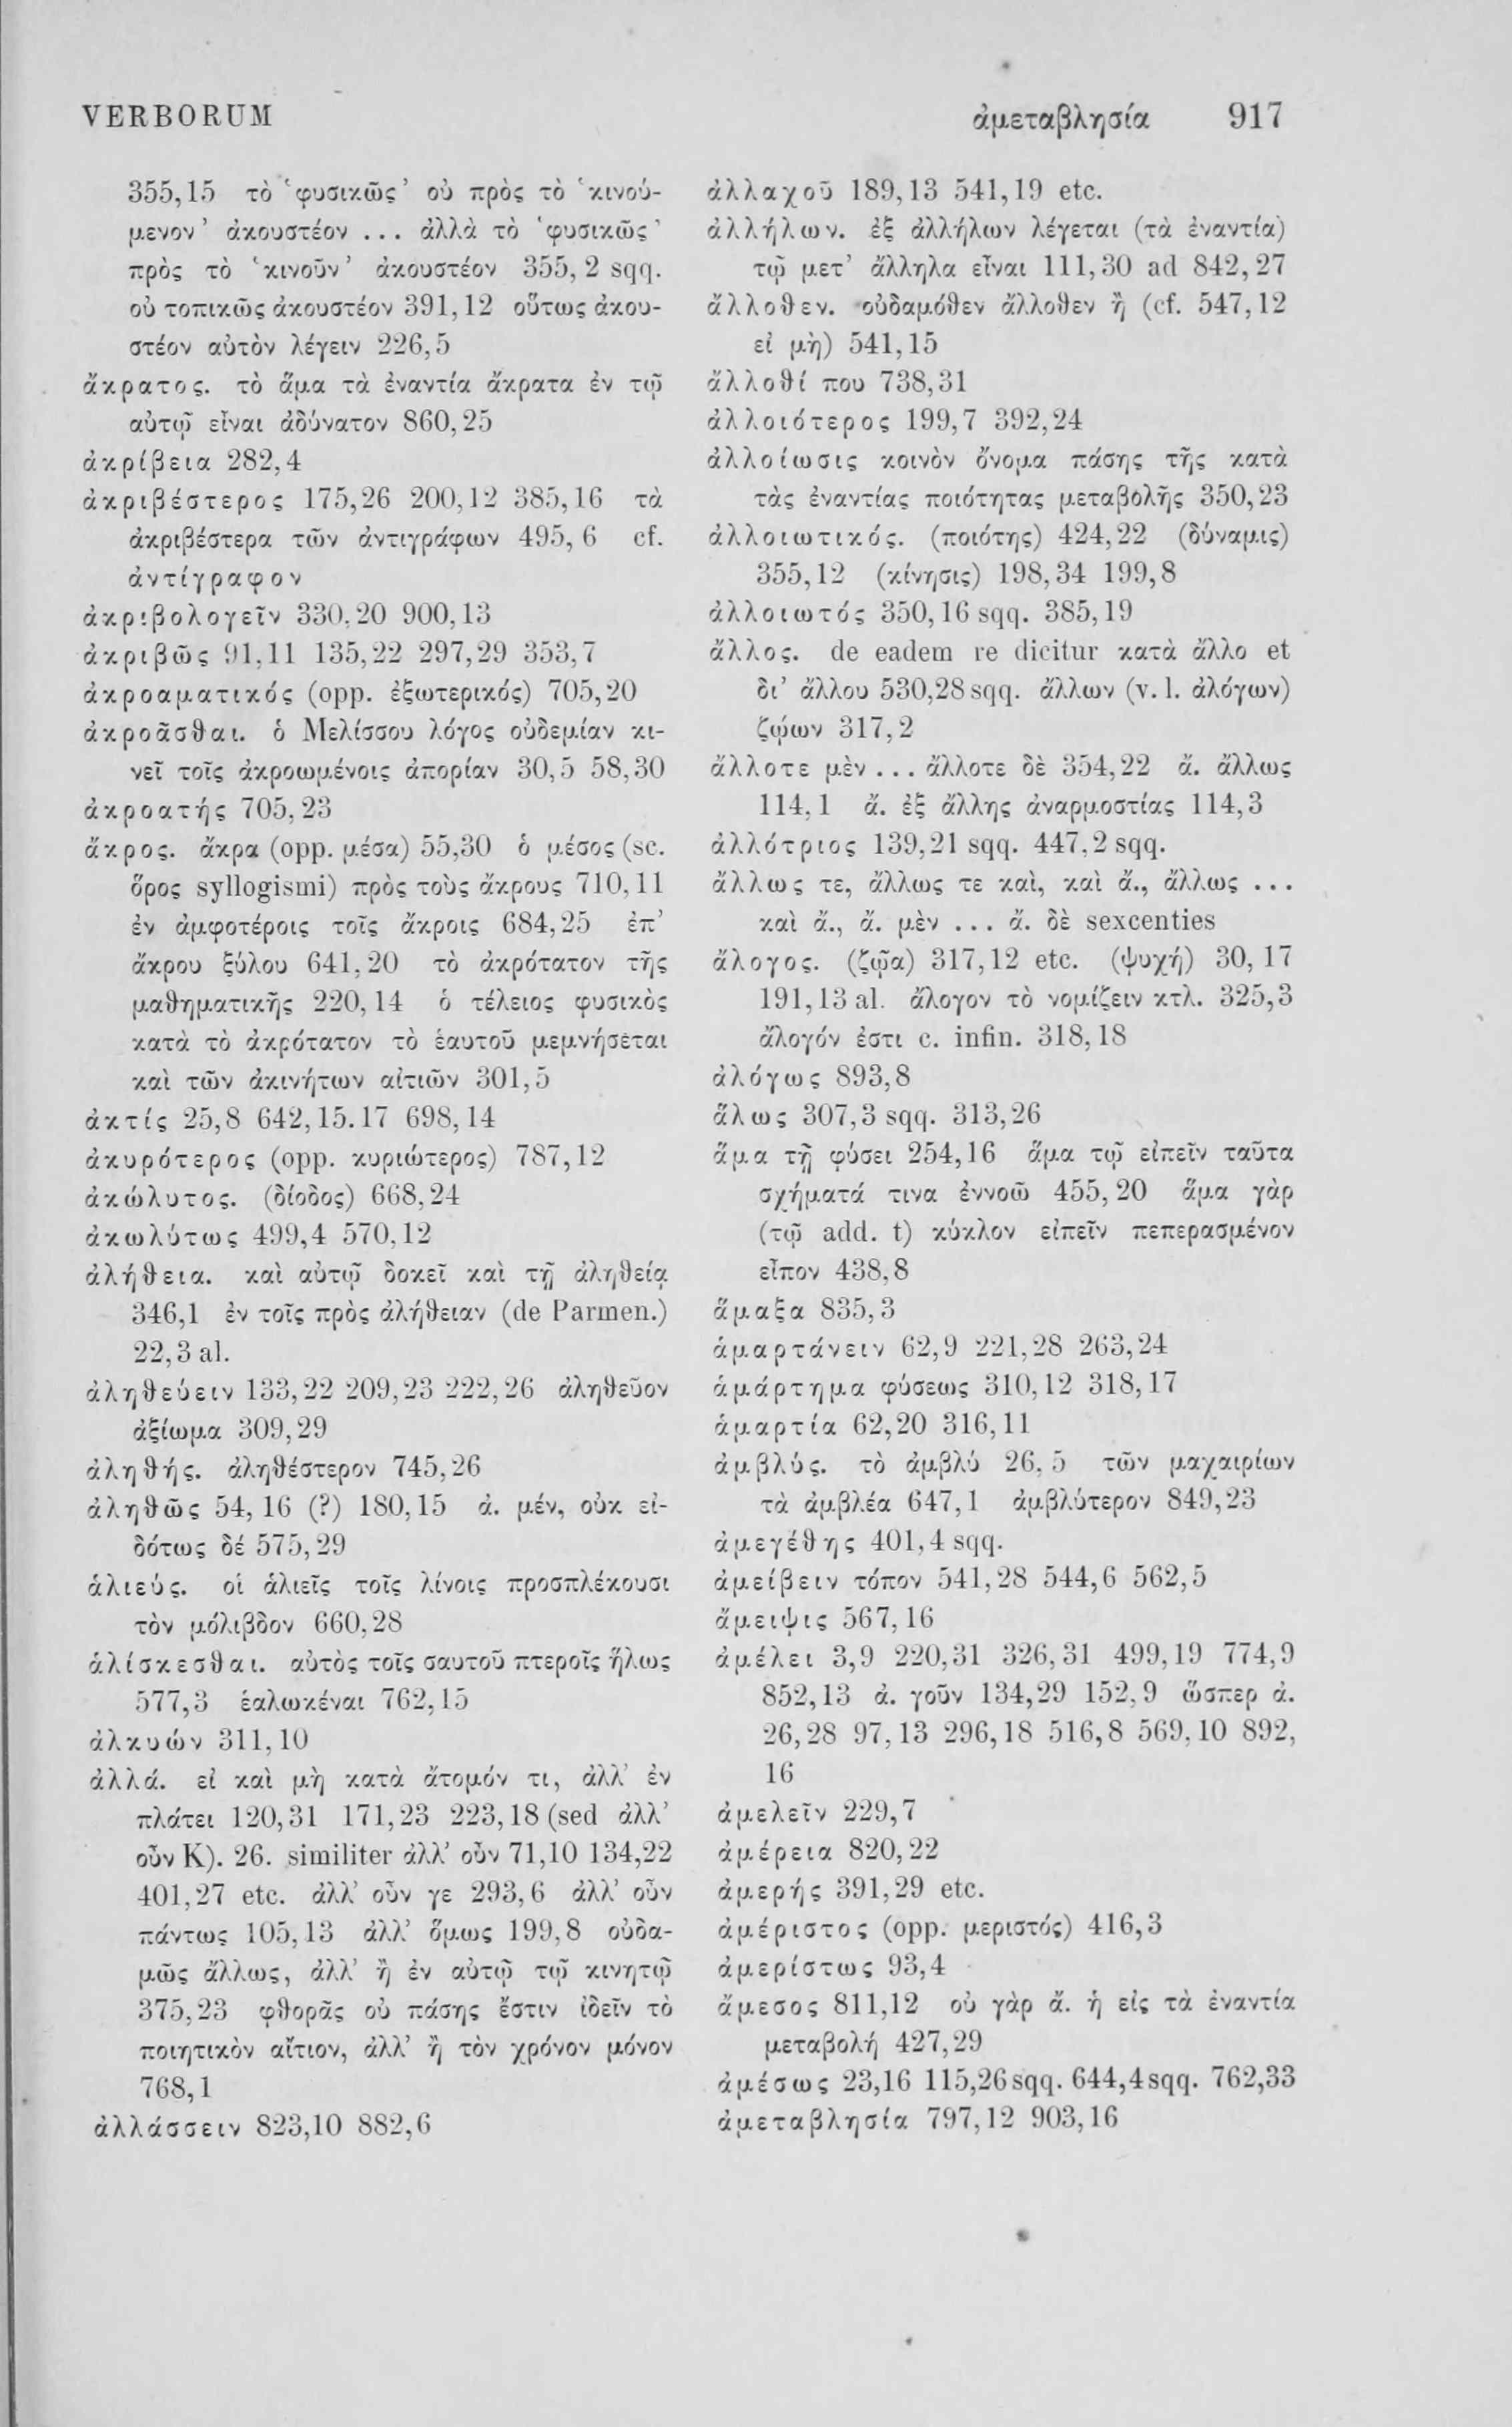 VERBORUM
ἀμεταβλησία 917
355,15 τὸ ‘φυσικῶς’ οὐ πρὸς τὸ ‘κινού-
μενον’ ἀκουστέον ... ἀλλὰ τὸ ‘φυσικῶς’
πρὸς τὸ ‘κινοῦν’ ἀκουστέον 355, 2 sqq.
οὐ τοπικῶς ἀκουστέον 391,12 οὕτως ἀκου-
στέον αὐτὸν λέγειν 226,5
ἄκρατος. τὸ ἅμα τὰ ἐναντία ἄκρατα ἐν τῷ
αὐτῷ εἶναι ἀδύνατον 860,25
ἀκρίβεια 282,4
ἀκριβέστερος 175,26 200,12 385,16 τὰ
ἀκριβέστερα τῶν ἀντιγράφων 495, 6 cf.
ἀντίγραφον
ἀκριβολογεῖν 330,20 900,13
ἀκριβῶς 91,11 135,22 297,29 353,7
ἀκροαματικός (opp. ἐξωτερικός) 705,20
ἀκροᾶσθαι. ὁ Μελίσσου λόγος οὐδεμίαν κι-
νεῖ τοῖς ἀκροωμένοις ἀπορίαν 30,5 58,30
ἀκροατής 705,23
ἄκρος. ἄκρα (opp. μέσα) 55,30 ὁ μέσος (sc.
ὅρος syllogismi) πρὸς τοὺς ἄκρους 710,11
ἐν ἀμφοτέροις τοῖς ἄκροις 684,25 ἐπ’
ἄκρου ξύλου 641,20 τὸ ἀκρότατον τῆς
μαθηματικῆς 220,14 ὁ τέλειος φυσικὸς
κατὰ τὸ ἀκρότατον τὸ ἑαυτοῦ μεμνήσεται
καὶ τῶν ἀκινήτων αἰτιῶν 301,5
ἀκτίς 25,8 642,15.17 698,14
ἀκυρότερος (opp. κυριώτερος) 787,12
ἀκώλυτος. (δίοδος) 668,24
ἀκωλύτως 499,4 570,12
ἀλήθεια. καὶ αὐτῷ δοκεῖ καὶ τῇ ἀληθείᾳ
346,1 ἐν τοῖς πρὸς ἀλήθειαν (de Parmen.)
22,3 al.
ἀληθεύειν 133,22 209,23 222,26 ἀληθεῦον
ἀξίωμα 309,29
ἀληθής. ἀληθέστερον 745,26
ἀληθῶς 54, 16 (?) 180,15 ἀ. μέν, οὐκ εἰ-
δότως δέ 575,29
ἁλιεύς. οἱ ἁλιεῖς τοῖς λίνοις προσπλέκουσι
τὸν μόλιβδον 660,28
ἁλίσκεσθαι. αὐτὸς τοῖς σαυτοῦ πτεροῖς ἥλως
577,3 ἑαλωκέναι 762,15
ἀλκυών 311,10
ἀλλά. εἰ καὶ μὴ κατὰ ἄτομόν τι, ἀλλ’ ἐν
πλάτει 120,31 171,23 223,18 (sed ἀλλ’
οὖν K). 26. similiter ἀλλ’ οὖν 71,10 134,22
401,27 etc. ἀλλ’ οὖν γε 293,6 ἀλλ’ οὖν
πάντως 105,13 ἀλλ’ ὅμως 199,8 οὐδα-
μῶς ἄλλως, ἀλλ’ ἢ ἐν αὐτῷ τῷ κινητῷ
375,23 φθορᾶς οὐ πάσης ἔστιν ἰδεῖν τὸ
ποιητικὸν αἴτιον, ἀλλ’ ἢ τὸν χρόνον μόνον
768,1
ἀλλάσσειν 823,10 882,6
ἀλλαχοῦ 189,13 541,19 etc.
ἀλλήλων. ἐξ ἀλλήλων λέγεται (τὰ ἐναντία)
τῷ μετ’ ἄλληλα εἶναι 111,30 ad 842,27
ἄλλοθεν. οὐδαμόθεν ἄλλοθεν ἢ (cf. 547,12
εἰ μὴ) 541,15
ἄλλοθί που 738,31
ἀλλοιότερος 199,7 392,24
ἀλλοίωσις κοινὸν ὄνομα πάσης τῆς κατὰ
τὰς ἐναντίας ποιότητας μεταβολῆς 350,23
ἀλλοιωτικός. (ποιότης) 424,22 (δύναμις)
355,12 (κίνησις) 198,34 199,8
ἀλλοιωτός 350,16 sqq. 385,19
ἄλλος. de eadem re dicitur κατὰ ἄλλο et
δι’ ἄλλου 530,28 sqq. ἄλλων (v. l. ἀλόγων)
ζῴων 317,2
ἄλλοτε μὲν ... ἄλλοτε δὲ 354,22 ἄ. ἄλλως
114,1 ἄ. ἐξ ἄλλης ἀναρμοστίας 114,3
ἀλλότριος 139,21 sqq. 447,2 sqq.
ἄλλως τε, ἄλλως τε καὶ, καὶ ἄ., ἄλλως ...
καὶ ἄ., ἄ. μὲν ... ἄ. δὲ sexcenties
ἄλογος. (ζῷα) 317,12 etc. (ψυχή) 30, 17
191,13 al. ἄλογον τὸ νομίζειν κτλ. 325,3
ἄλογόν ἐστι c. infin. 318,18
ἀλόγως 893,8
ἅλως 307,3 sqq. 313,26
ἅμα τῇ φύσει 254,16 ἅμα τῷ εἰπεῖν ταῦτα
σχήματά τινα ἐννοῶ 455,20 ἅμα γὰρ
(τῷ add. t) κύκλον εἰπεῖν πεπερασμένον
εἶπον 438,8
ἅμαξα 835,3
ἁμαρτάνειν 62,9 221,28 263,24
ἁμάρτημα φύσεως 310,12 318,17
ἁμαρτία 62,20 316,11
ἀμβλύς. τὸ ἀμβλύ 26, 5 τῶν μαχαιρίων
τὰ ἀμβλέα 647,1 ἀμβλύτερον 849,23
ἀμεγέθης 401,4 sqq.
ἀμείβειν τόπον 541,28 544,6 562,5
ἄμειψις 567,16
ἀμέλει 3,9 220,31 326,31 499,19 774,9
852,13 ἀ. γοῦν 134,29 152,9 ὥσπερ ἀ.
26,28 97,13 296,18 516,8 569,10 892,
16
ἀμελεῖν 229,7
ἀμέρεια 820,22
ἀμερής 391,29 etc.
ἀμέριστος (opp. μεριστός) 416,3
ἀμερίστως 93,4
ἄμεσος 811,12 οὐ γὰρ ἄ. ἡ εἰς τὰ ἐναντία
μεταβολή 427,29
ἀμέσως 23,16 115,26 sqq. 644,4 sqq. 762,33
ἀμεταβλησία 797,12 903,16